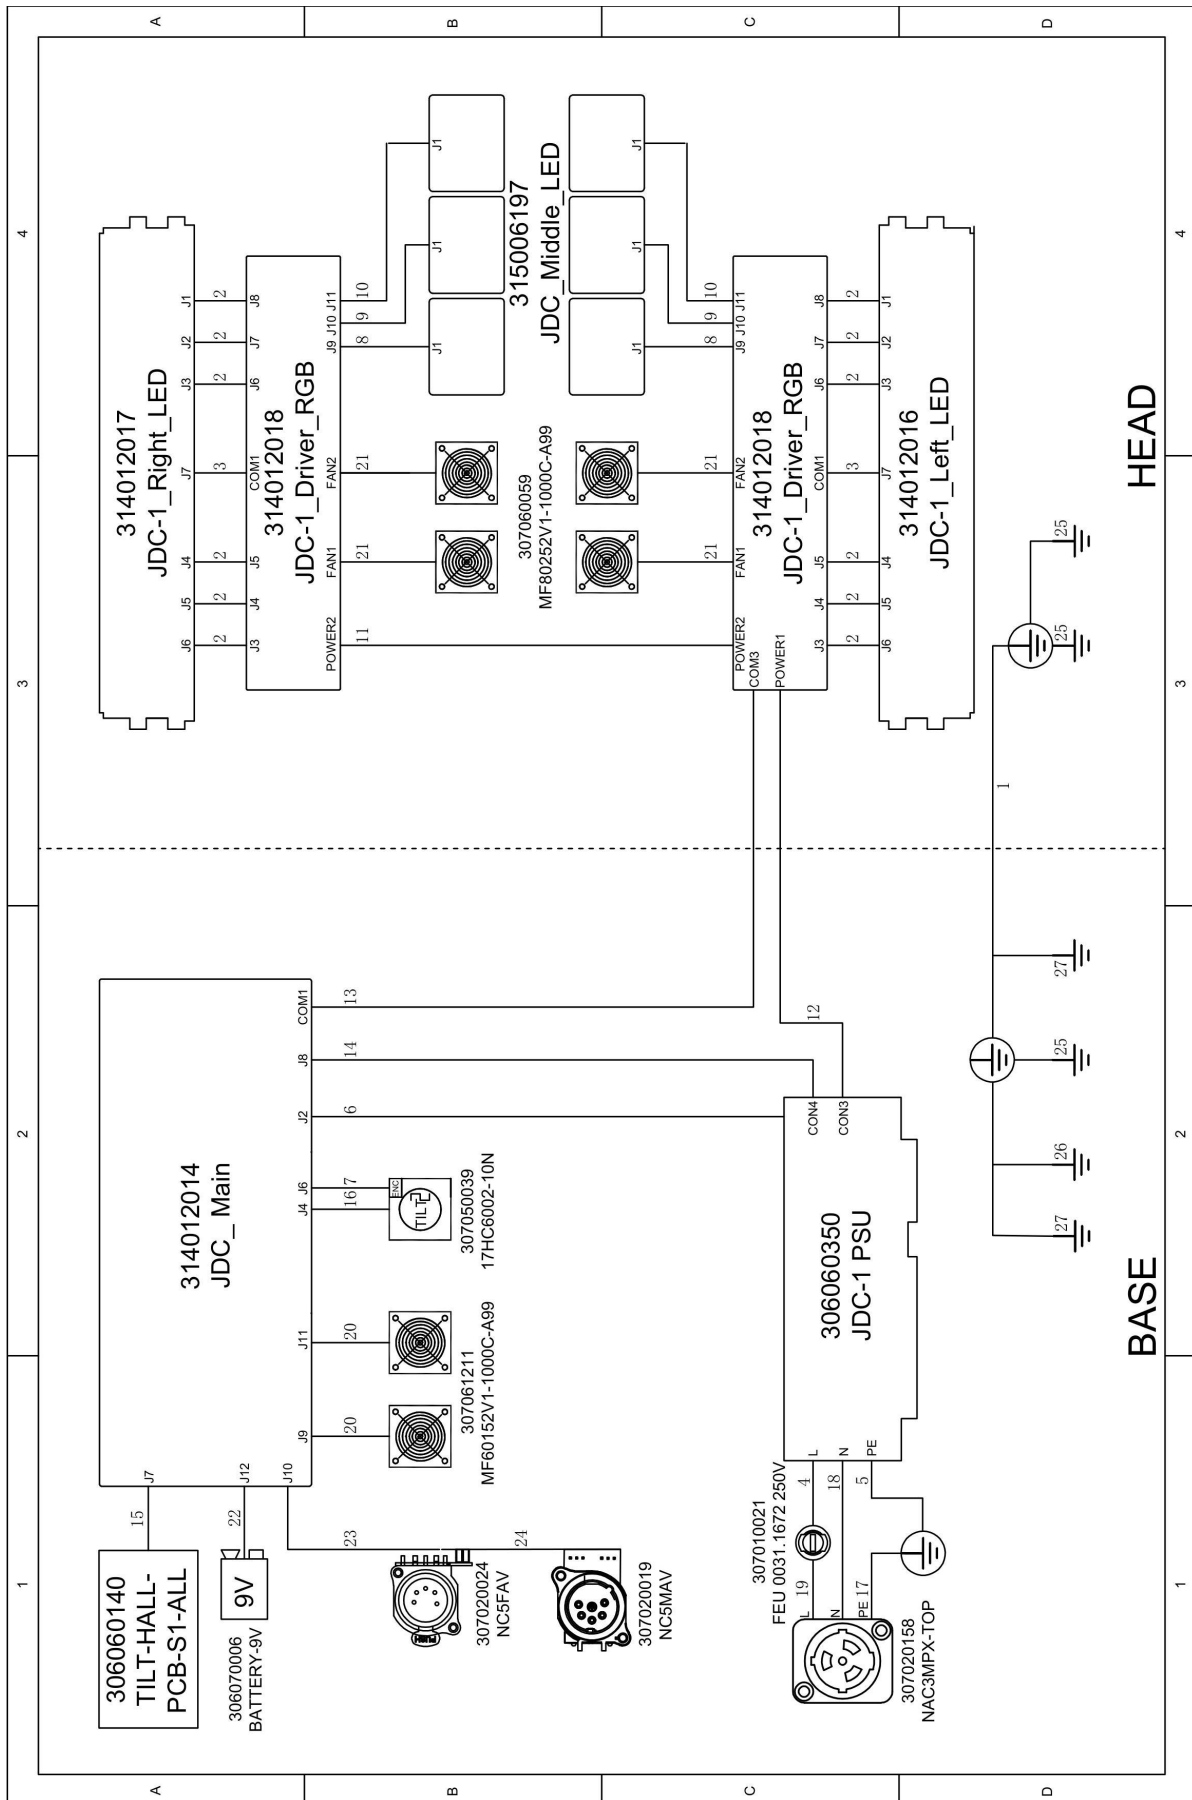 A
B
C
D
1
2
3
4
306060140
TILT-HALL-
PCB-S1-ALL
15
J7
306070006
BATTERY-9V
9V
22
J12
J10
314012014
JDC_Main
J9
J11
J4
J6
J2
J8
COM1
20
20
16
7
6
14
13
ENC
TILT
307061211
MF60152V1-1000C-A99
307050039
17HC6002-10N
23
PUSH
307020024
NC5FAV
24
307020019
NC5MAV
307010021
FEU 0031.1672 250V
L
19
4
L
N
18
N
PE
17
5
PE
307020158
NAC3MPX-TOP
306060350
JDC-1 PSU
CON4
CON3
12
BASE
27
26
25
27
1
25
25
HEAD
314012017
JDC-1_Right_LED
J6
J5
J4
J7
J3
J2
J1
2
2
2
3
2
2
2
J3
J4
J5
COM1
J6
J7
J8
314012018
JDC-1_Driver_RGB
POWER2
FAN1
FAN2
J9
J10
J11
11
21
21
8
9
10
J1
J1
J1
307060059
MF80252V1-1000C-A99
315006197
JDC_Middle_LED
J1
J1
J1
21
21
8
9
10
POWER2
COM3
POWER1
FAN1
FAN2
J9
J10
J11
314012018
JDC-1_Driver_RGB
J3
J4
J5
COM1
J6
J7
J8
2
2
2
3
2
2
2
J6
J5
J4
J7
J3
J2
J1
314012016
JDC-1_Left_LED
A
B
C
D
1
2
3
4